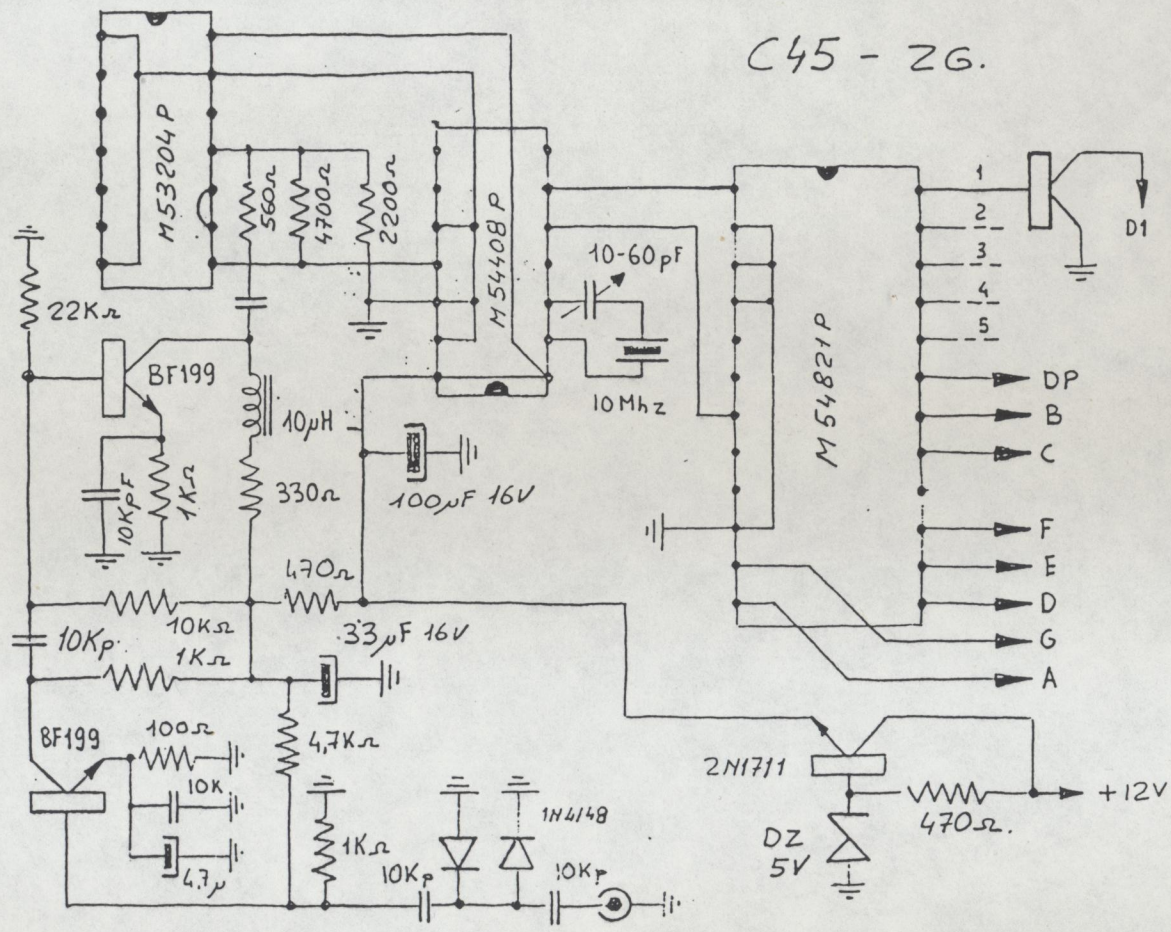 C45 - ZG.
M53204P
560Ω
4700Ω
2200Ω
M54408P
10-60pF
10Mhz
M54821P
1
2
3
4
5
D1
DP
B
C
F
E
D
G
A
22KΩ
BF199
10µH
10KpF
1KΩ
330Ω
100µF 16V
470Ω
10KΩ
33µF 16V
10Kp
1KΩ
BF199
100Ω
10K
4,7µ
4,7KΩ
1KΩ
10Kp
1N4148
10Kp
2N1711
DZ
5V
470Ω.
+12V